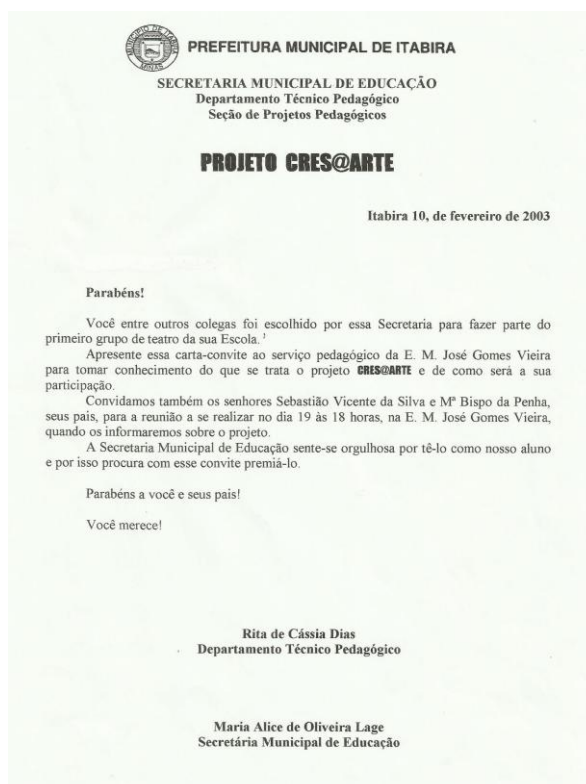 MUNICIPIO DE ITABIRA
MINAS
PREFEITURA MUNICIPAL DE ITABIRA
SECRETARIA MUNICIPAL DE EDUCAÇÃO
Departamento Técnico Pedagógico
Seção de Projetos Pedagógicos
PROJETO CRES@ARTE
Itabira 10, de fevereiro de 2003
Parabéns!
Você entre outros colegas foi escolhido por essa Secretaria para fazer parte do
primeiro grupo de teatro da sua Escola. ¹
Apresente essa carta-convite ao serviço pedagógico da E. M. José Gomes Vieira
para tomar conhecimento do que se trata o projeto CRES@ARTE e de como será a sua
participação.
Convidamos também os senhores Sebastião Vicente da Silva e Mª Bispo da Penha,
seus pais, para a reunião a se realizar no dia 19 às 18 horas, na E. M. José Gomes Vieira,
quando os informaremos sobre o projeto.
A Secretaria Municipal de Educação sente-se orgulhosa por tê-lo como nosso aluno
e por isso procura com esse convite premiá-lo.
Parabéns a você e seus pais!
Você merece!
Rita de Cássia Dias
Departamento Técnico Pedagógico
Maria Alice de Oliveira Lage
Secretária Municipal de Educação